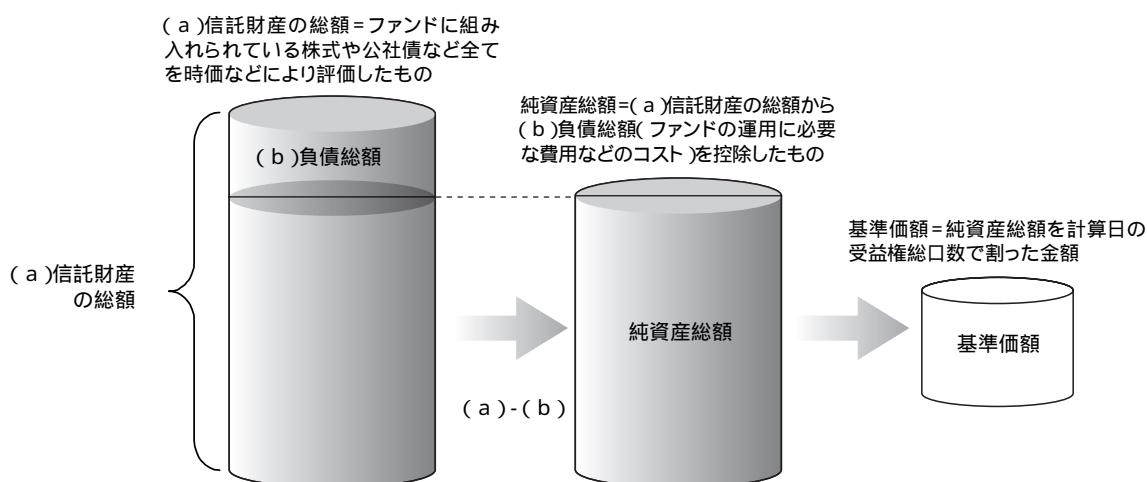 (a)信託財産の総額=ファンドに組み
入れられている株式や公社債など全て
を時価などにより評価したもの
(b)負債総額
(a)信託財産
の総額
純資産総額=(a)信託財産の総額から
(b)負債総額(ファンドの運用に必要
な費用などのコスト)を控除したもの
純資産総額
(a)-(b)
基準価額=純資産総額を計算日の
受益権総口数で割った金額
基準価額